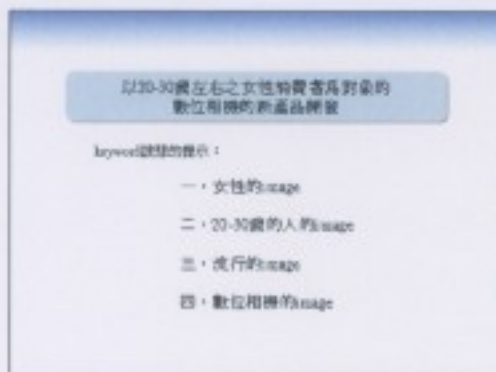 以20-30歲左右之女性消費者為對象的
數位相機的新產品開發
keyword的提示：
一，女性的image
二，20-30歲的人的image
三，流行的image
四，數位相機的image